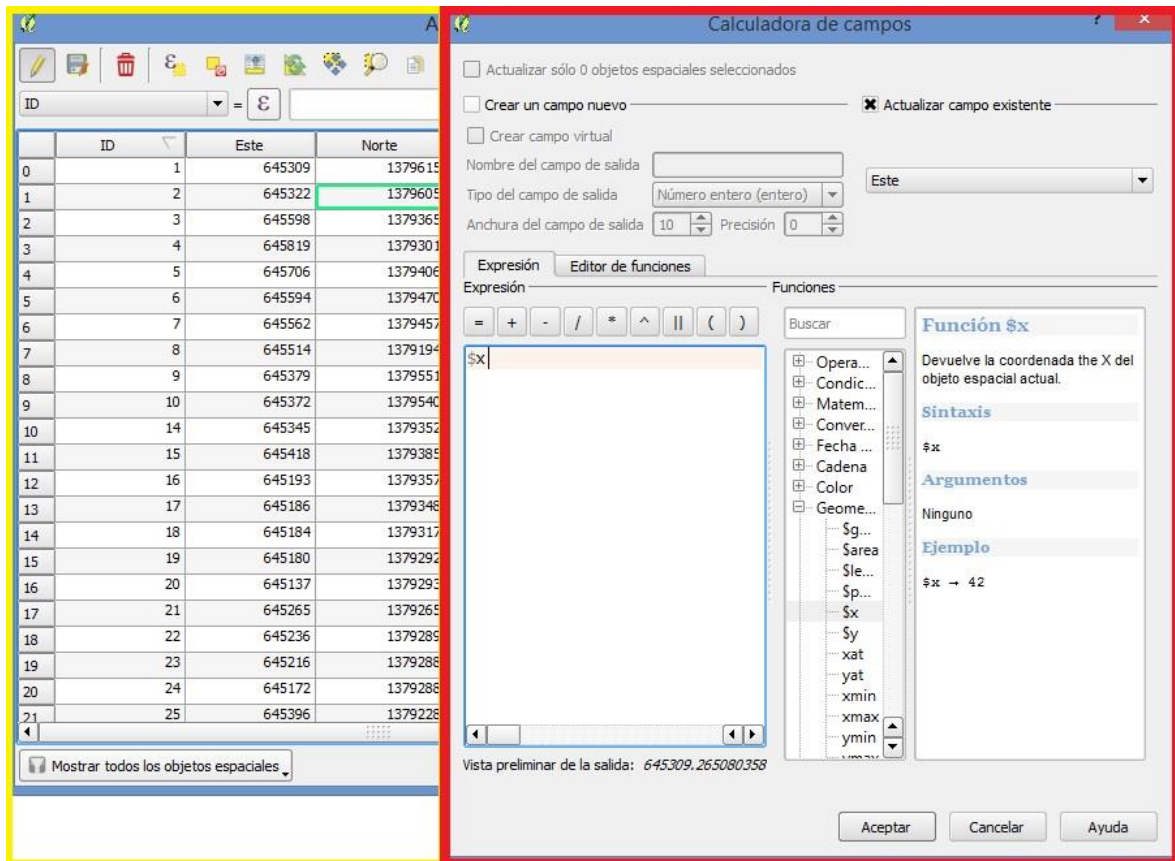 A
ID = ε
ID Este Norte
0 1 645309 1379615
1 2 645322 1379605
2 3 645598 1379365
3 4 645819 1379301
4 5 645706 1379406
5 6 645594 1379470
6 7 645562 1379457
7 8 645514 1379194
8 9 645379 1379551
9 10 645372 1379540
10 14 645345 1379352
11 15 645418 1379385
12 16 645193 1379357
13 17 645186 1379348
14 18 645184 1379317
15 19 645180 1379292
16 20 645137 1379293
17 21 645265 1379265
18 22 645236 1379289
19 23 645216 1379288
20 24 645172 1379288
21 25 645396 1379228
Mostrar todos los objetos espaciales
Calculadora de campos
Actualizar sólo 0 objetos espaciales seleccionados
Crear un campo nuevo
Actualizar campo existente
Crear campo virtual
Nombre del campo de salida
Este
Tipo del campo de salida Número entero (entero)
Anchura del campo de salida 10 Precisión 0
Expresión Editor de funciones
Expresión
= + - / * ^ || ( )
$x
Vista preliminar de la salida: 645309.265080358
Funciones
Buscar
Opera...
Condic...
Matem...
Conver...
Fecha ...
Cadena
Color
Geome...
$g...
$area
$le...
$p...
$x
$y
xat
yat
xmin
xmax
ymin
Función $x
Devuelve la coordenada the X del
objeto espacial actual.
Sintaxis
$x
Argumentos
Ninguno
Ejemplo
$x → 42
Aceptar Cancelar Ayuda